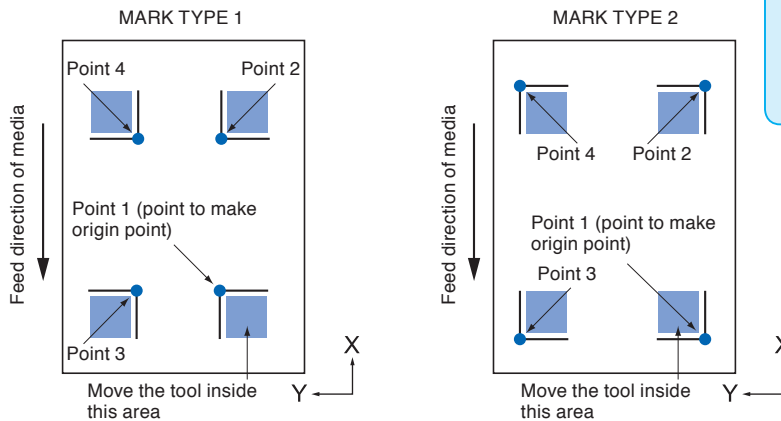 MARK TYPE 1
Point 4
Point 2
Feed direction of media
Point 1 (point to make
origin point)
Point 3
Move the tool inside
this area
X
Y
MARK TYPE 2
Feed direction of media
Point 4
Point 2
Point 1 (point to make
origin point)
Point 3
Move the tool inside
this area
X
Y